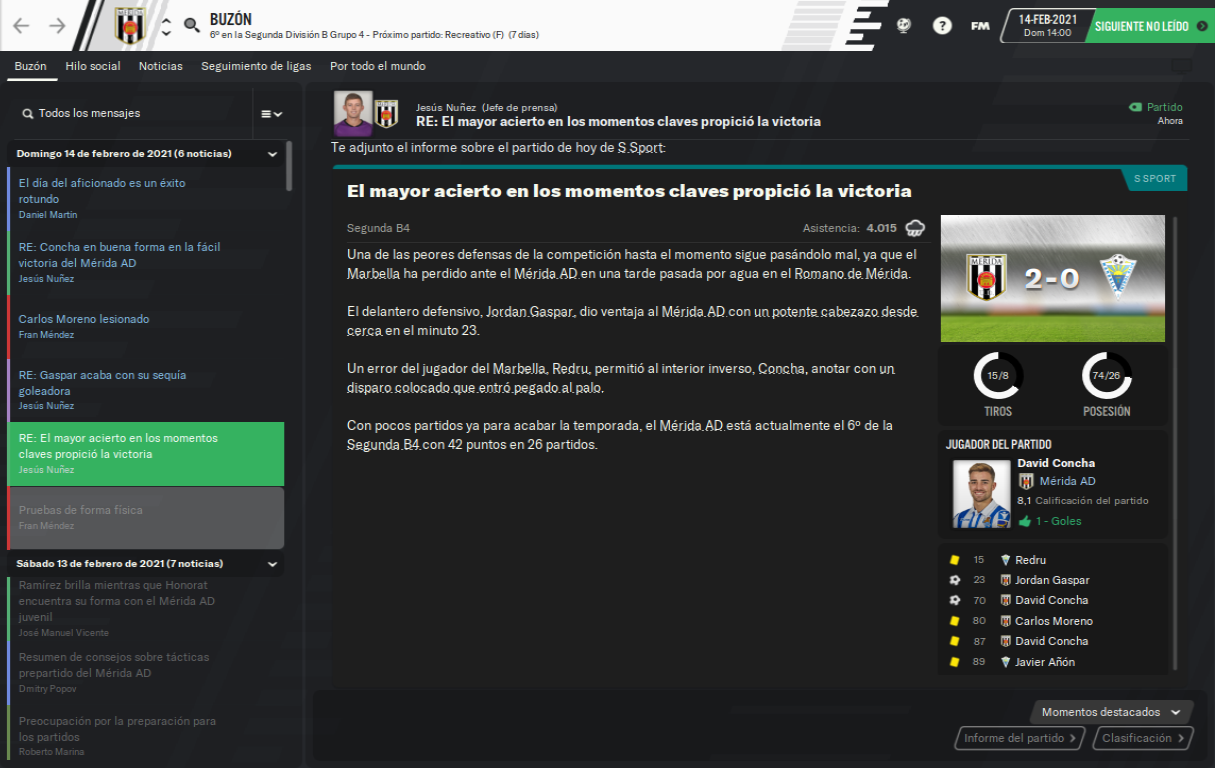 BUZÓN
6º en la Segunda División B Grupo 4 - Próximo partido: Recreativo (F) (7 días)
FM
14-FEB-2021
Dom 14:00
SIGUIENTE NO LEÍDO
Buzón
Hilo social
Noticias
Seguimiento de ligas
Por todo el mundo
Todos los mensajes
Domingo 14 de febrero de 2021 (6 noticias)
El día del aficionado es un éxito
rotundo
Daniel Martín
RE: Concha en buena forma en la fácil
victoria del Mérida AD
Jesús Nuñez
Carlos Moreno lesionado
Fran Méndez
RE: Gaspar acaba con su sequía
goleadora
Jesús Nuñez
RE: El mayor acierto en los momentos
claves propició la victoria
Jesús Nuñez
Pruebas de forma física
Fran Méndez
Sábado 13 de febrero de 2021 (7 noticias)
Ramírez brilla mientras que Honorat
encuentra su forma con el Mérida AD
juvenil
José Manuel Vicente
Resumen de consejos sobre tácticas
prepartido del Mérida AD
Dmitry Popov
Preocupación por la preparación para
los partidos
Roberto Marina
Jesús Nuñez (Jefe de prensa)
RE: El mayor acierto en los momentos claves propició la victoria
Partido
Ahora
Te adjunto el informe sobre el partido de hoy de S Sport:
S SPORT
El mayor acierto en los momentos claves propició la victoria
Segunda B4
Asistencia: 4.015
Una de las peores defensas de la competición hasta el momento sigue pasándolo mal, ya que el
Marbella ha perdido ante el Mérida AD en una tarde pasada por agua en el Romano de Mérida.
El delantero defensivo, Jordan Gaspar, dio ventaja al Mérida AD con un potente cabezazo desde
cerca en el minuto 23.
Un error del jugador del Marbella, Redru, permitió al interior inverso, Concha, anotar con un
disparo colocado que entró pegado al palo.
Con pocos partidos ya para acabar la temporada, el Mérida AD está actualmente el 6º de la
Segunda B4 con 42 puntos en 26 partidos.
MÉRIDA
2-0
15/8
74/26
TIROS
POSESIÓN
JUGADOR DEL PARTIDO
David Concha
Mérida AD
8,1 Calificación del partido
1 - Goles
15 Redru
23 Jordan Gaspar
70 David Concha
80 Carlos Moreno
87 David Concha
89 Javier Añón
Momentos destacados
Informe del partido
Clasificación